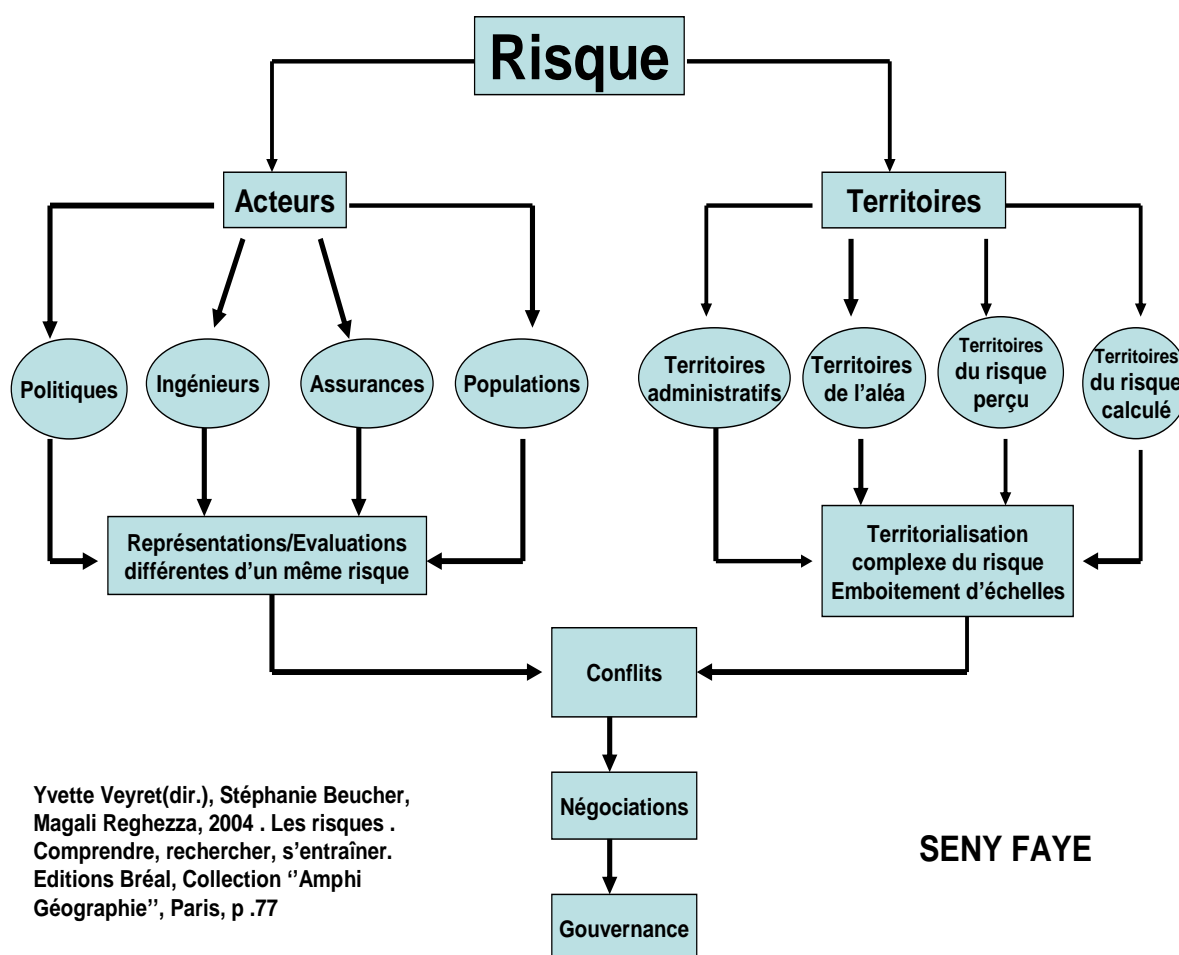 Risque
Acteurs
Territoires
Politiques
Ingénieurs
Assurances
Populations
Territoires
administratifs
Territoires
de l’aléa
Territoires
du risque
perçu
Territoires
du risque
calculé
Représentations/Evaluations
différentes d’un même risque
Territorialisation
complexe du risque
Emboitement d’échelles
Conflits
Négociations
Gouvernance
Yvette Veyret(dir.), Stéphanie Beucher,
Magali Reghezza, 2004 . Les risques .
Comprendre, rechercher, s’entraîner.
Editions Bréal, Collection ‘’Amphi
Géographie’’, Paris, p .77
SENY FAYE